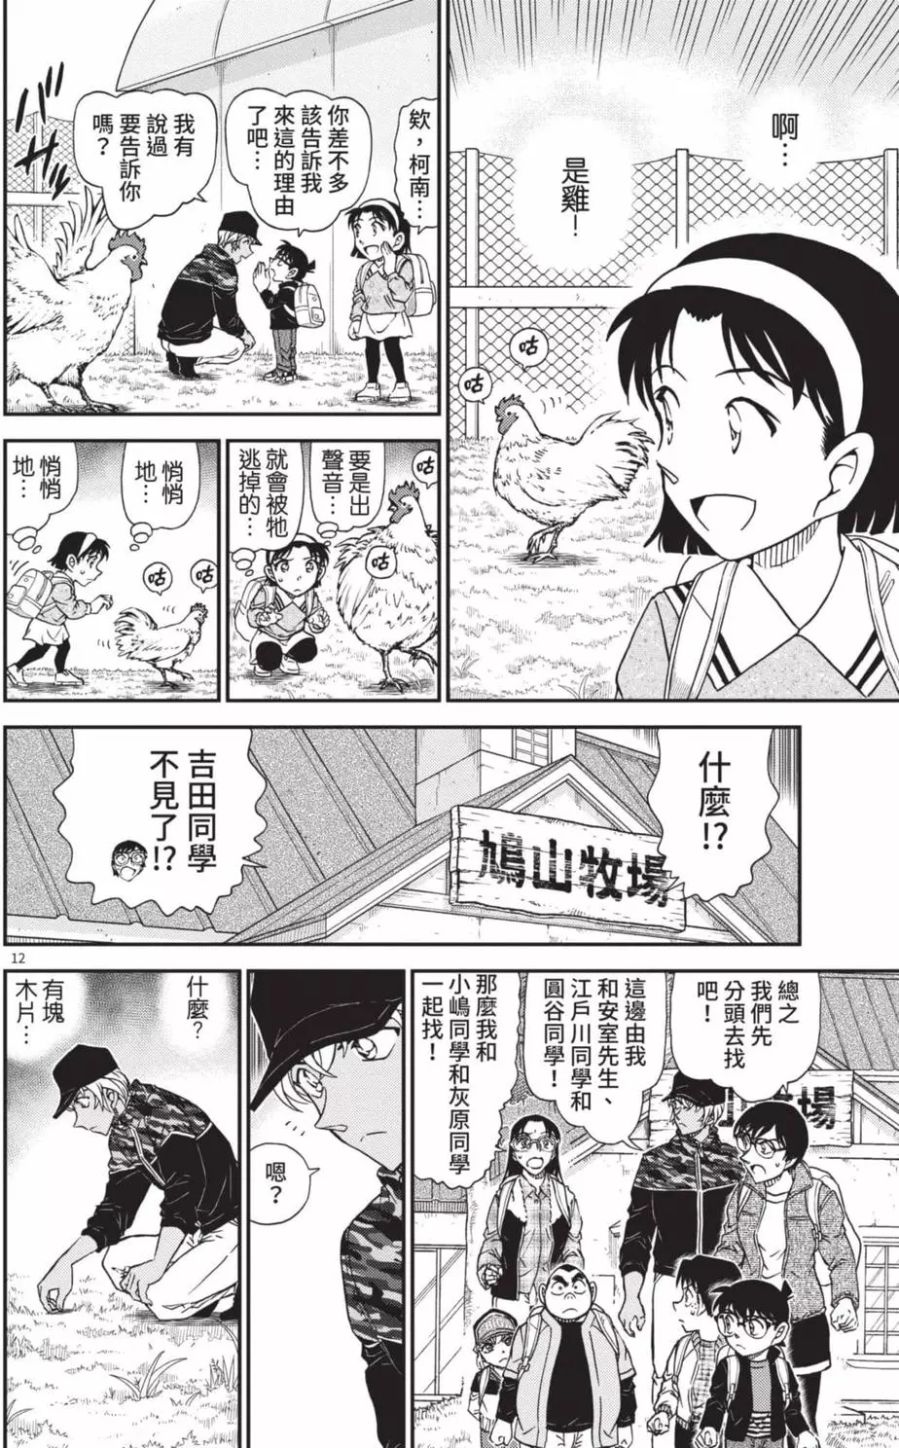 啊⋯
是雞！
咕
咕
欸，柯南⋯
你差不多
該告訴我
來這的理由
了吧⋯
我有
說過
要告訴你
嗎？
咕
咕
要是出
聲音⋯
就會被牠
逃掉的⋯
咕
咕
悄悄
地⋯
悄悄
地⋯
什麼!?
鳩山牧場
吉田同學
不見了!?
12
總之
我們先
分頭去找
吧！
這邊由我
和安室先生、
江戶川同學和
圓谷同學！
那麼我和
小嶋同學和灰原同學
一起找！
嗯？
什麼？
有塊
木片⋯